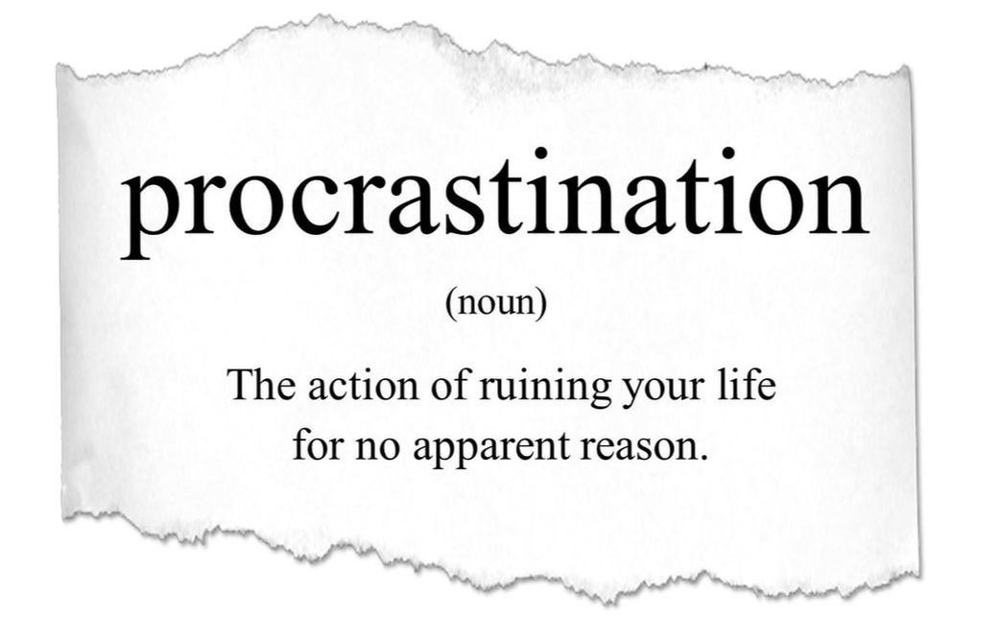 procrastination
(noun)
The action of ruining your life
for no apparent reason.